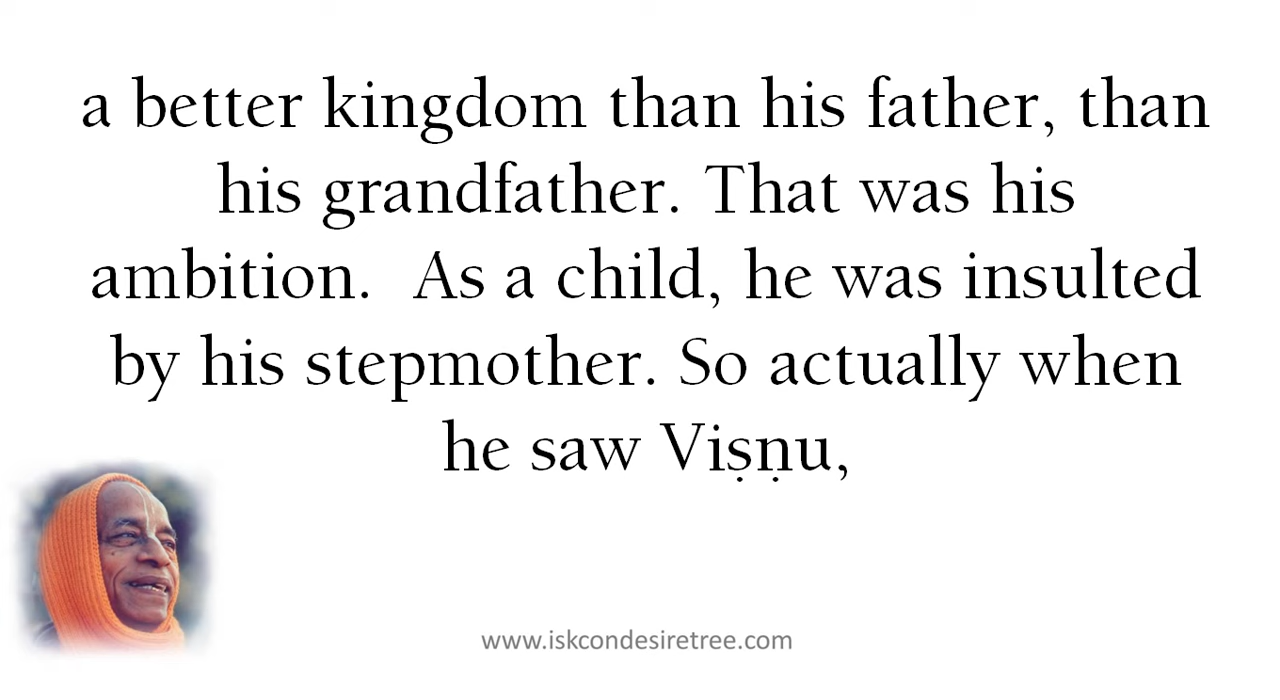 a better kingdom than his father, than
his grandfather. That was his
ambition.  As a child, he was insulted
by his stepmother. So actually when
he saw Viṣṇu,
www.iskcondesiretree.com